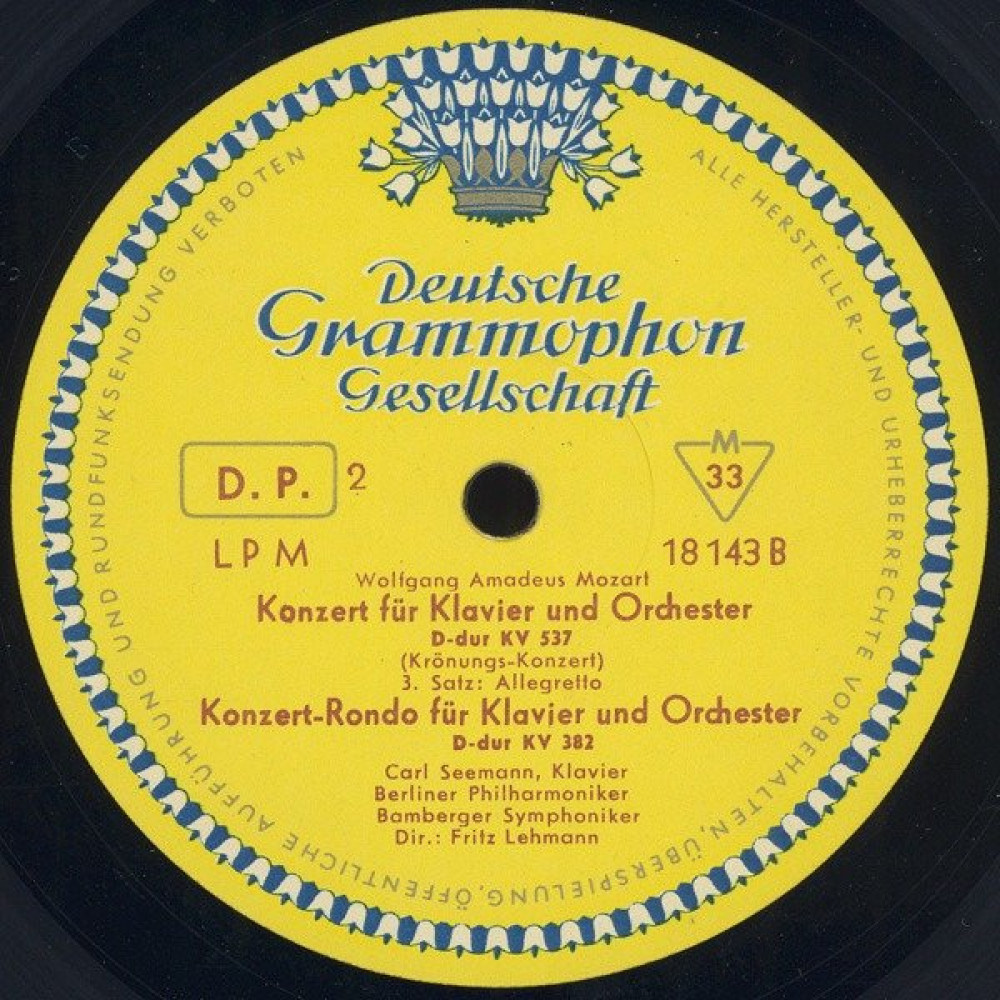 Deutsche
Grammophon
Gesellschaft
D. P. 2
M
33
LPM
18 143 B
Wolfgang Amadeus Mozart
Konzert für Klavier und Orchester
D-dur KV 537
(Krönungs-Konzert)
3. Satz: Allegretto
Konzert-Rondo für Klavier und Orchester
D-dur KV 382
Carl Seemann, Klavier
Berliner Philharmoniker
Bamberger Symphoniker
Dir.: Fritz Lehmann
ALLE HERSTELLER- UND URHEBERRECHTE VORBEHALTEN, ÜBERSPIELUNG, ÖFFENTLICHE AUFFÜHRUNG UND RUNDFUNKSENDUNG VERBOTEN